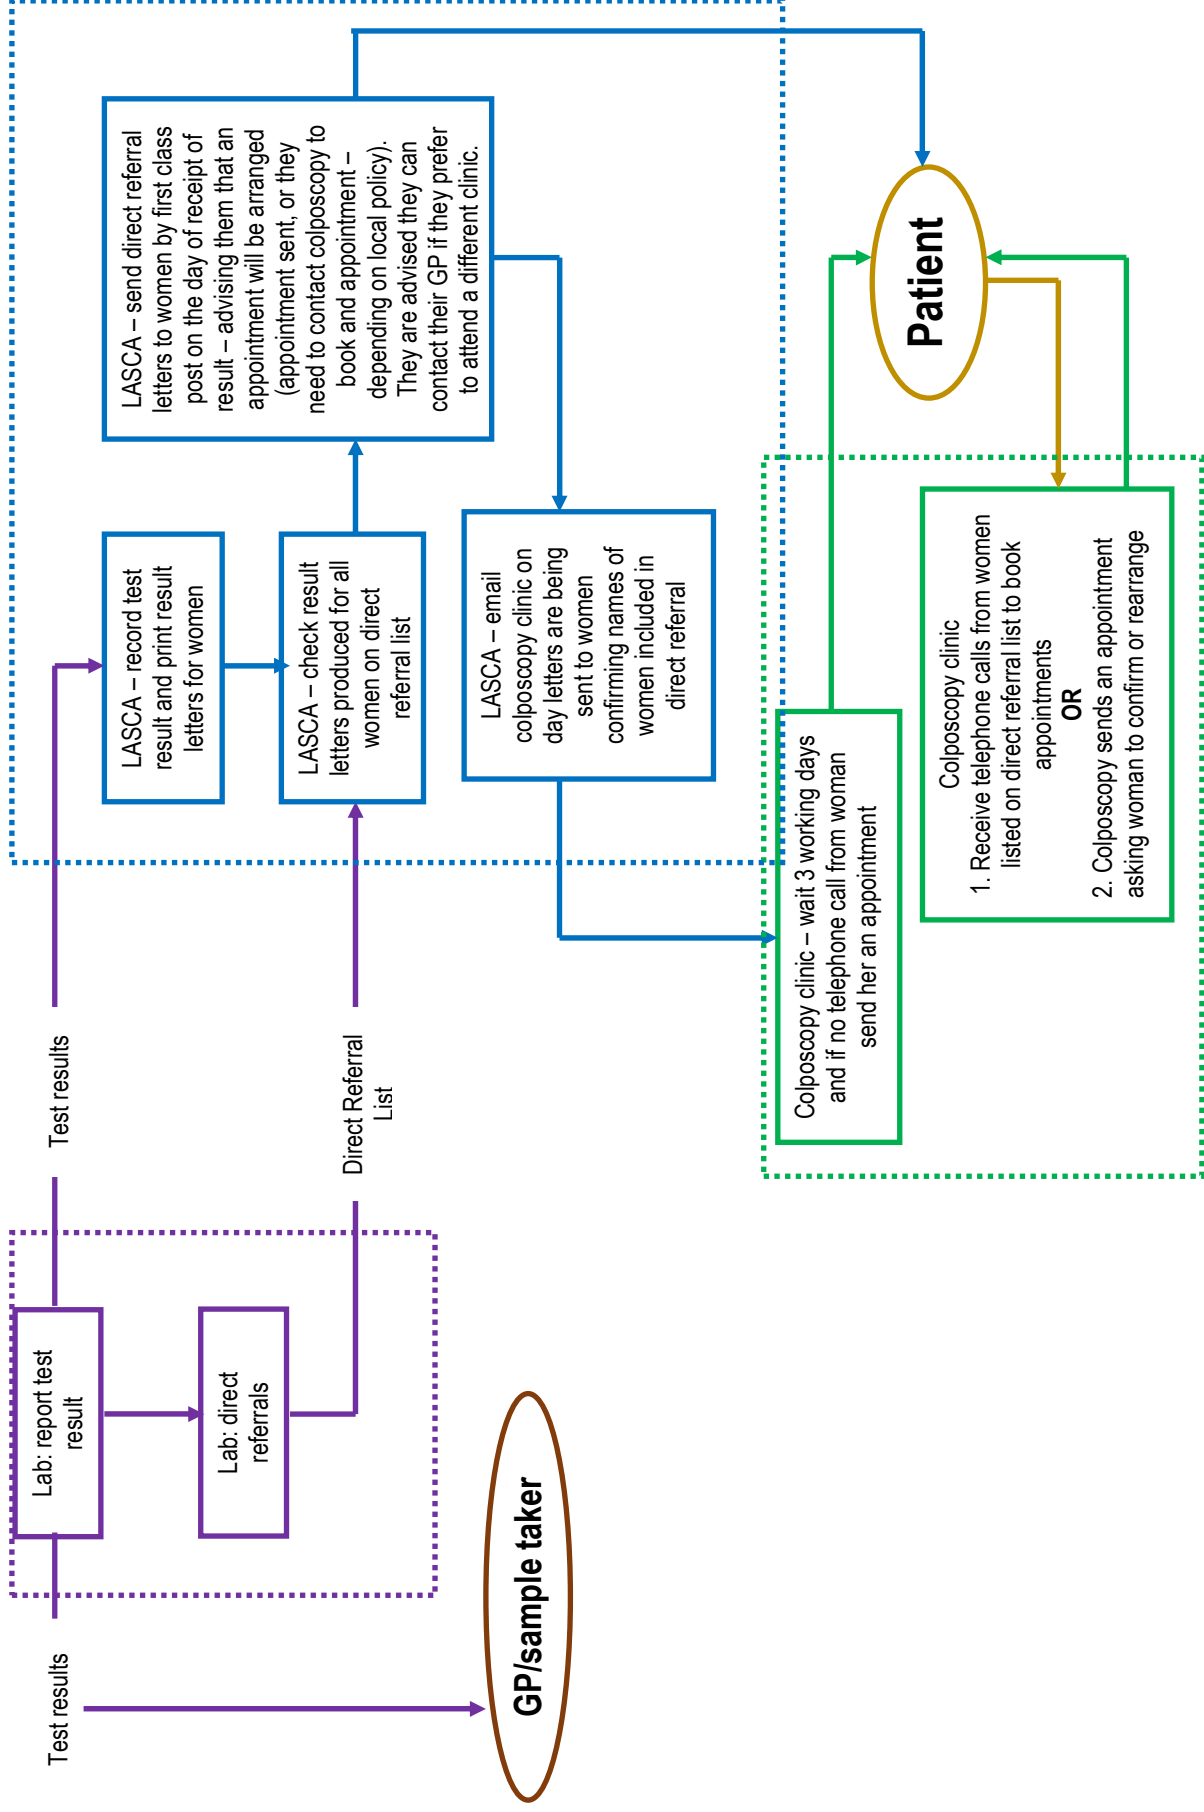 Test results
GP/sample taker
Lab: report test
result
Lab: direct
referrals
Test results
Direct Referral
List
LASCA – record test
result and print result
letters for women
LASCA – check result
letters produced for all
women on direct
referral list
LASCA – send direct referral
letters to women by first class
post on the day of receipt of
result – advising them that an
appointment will be arranged
(appointment sent, or they
need to contact colposcopy to
book and appointment –
depending on local policy).
They are advised they can
contact their GP if they prefer
to attend a different clinic.
LASCA – email
colposcopy clinic on
day letters are being
sent to women
confirming names of
women included in
direct referral
Colposcopy clinic – wait 3 working days
and if no telephone call from woman
send her an appointment
Colposcopy clinic
1. Receive telephone calls from women
listed on direct referral list to book
appointments
OR
2. Colposcopy sends an appointment
asking woman to confirm or rearrange
Patient